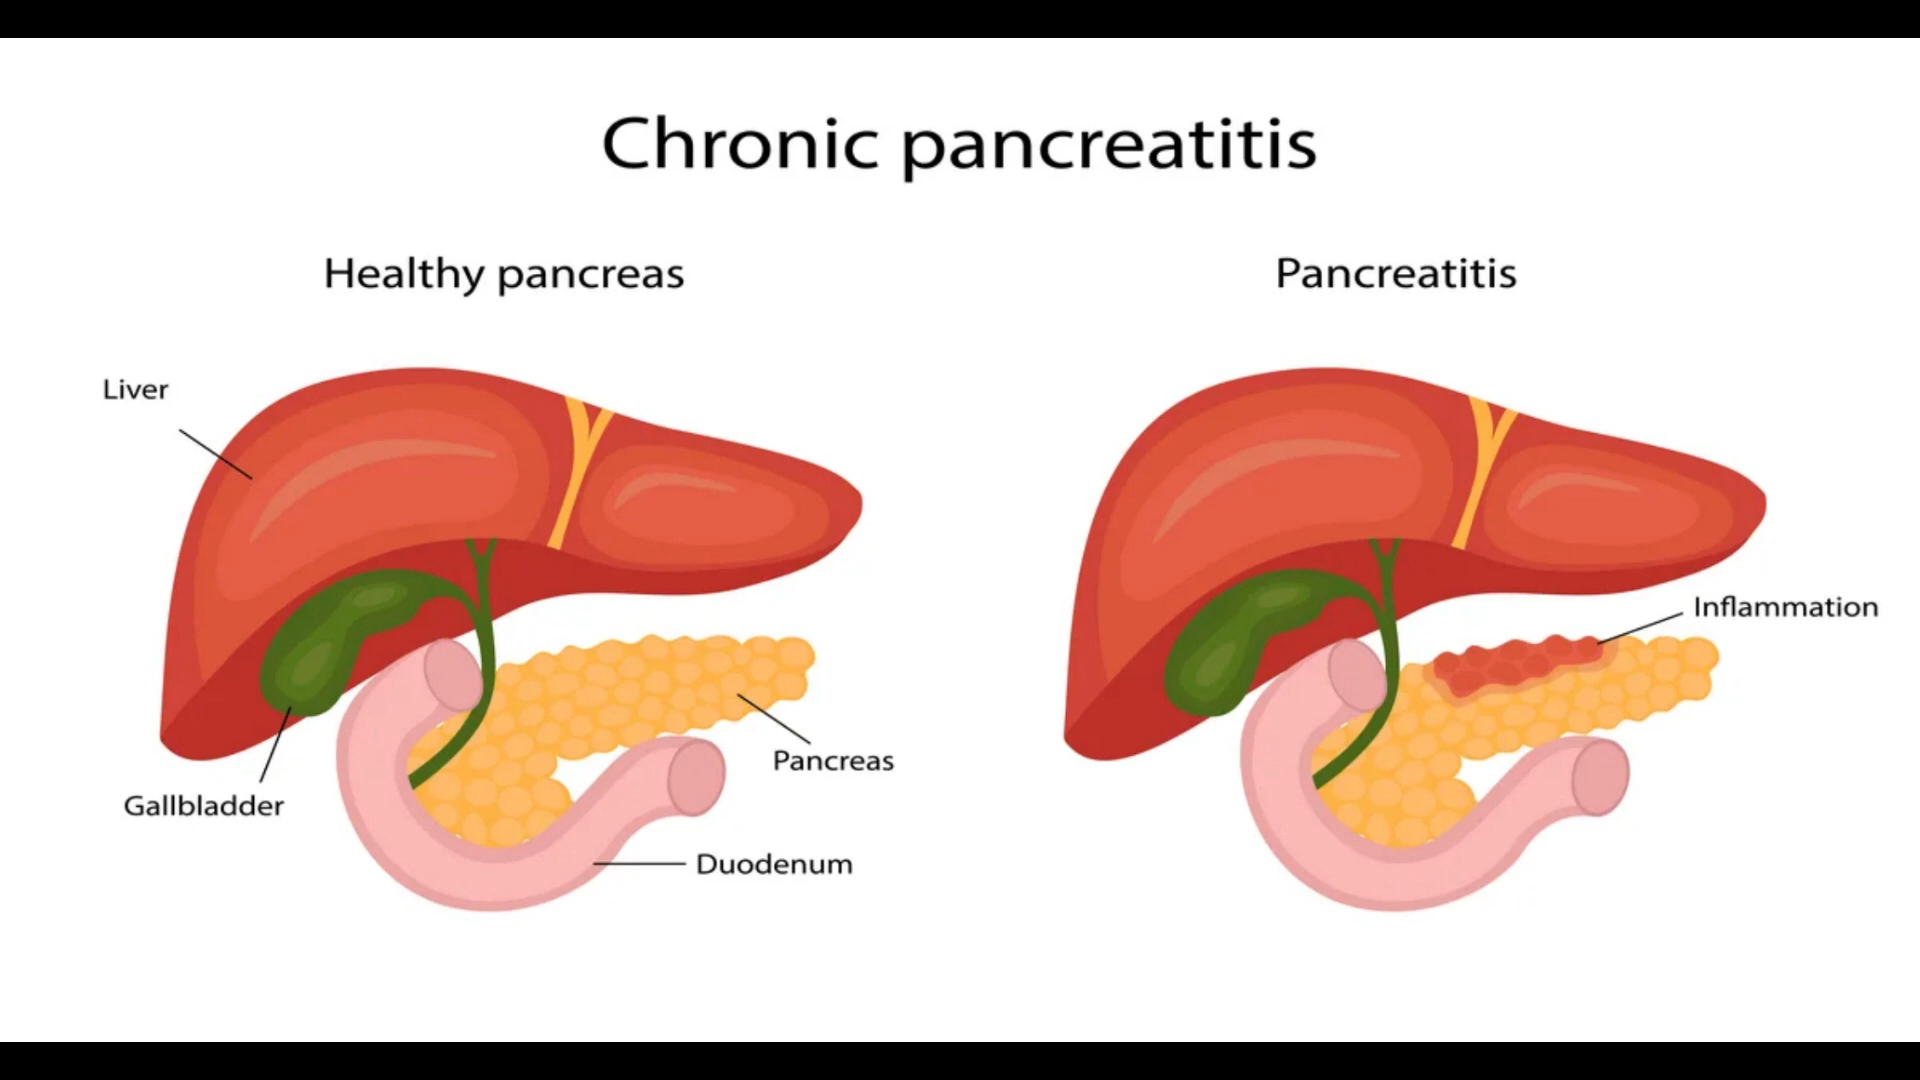 Chronic pancreatitis
Healthy pancreas
Pancreatitis
Liver
Inflammation
Pancreas
Gallbladder
Duodenum